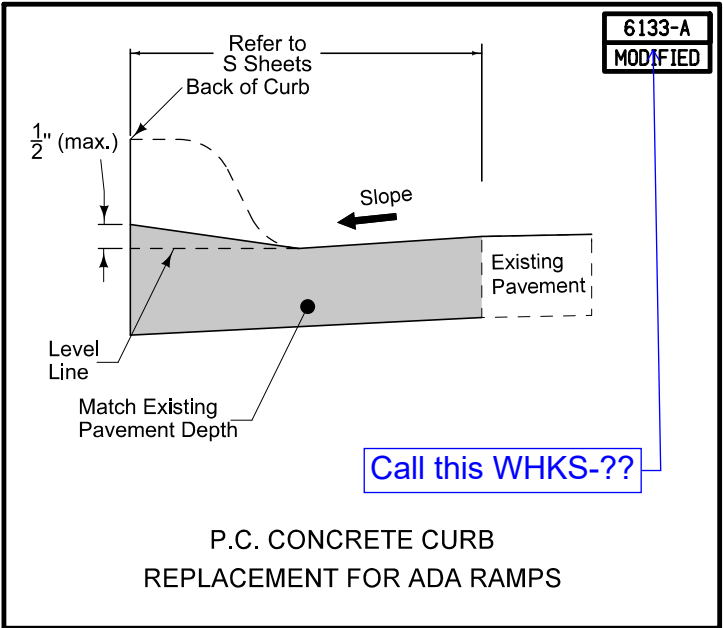 6133-A
MODIFIED
Refer to
S Sheets
Back of Curb
1/2" (max.)
Slope
Existing
Pavement
Level
Line
Match Existing
Pavement Depth
Call this WHKS-??
P.C. CONCRETE CURB
REPLACEMENT FOR ADA RAMPS